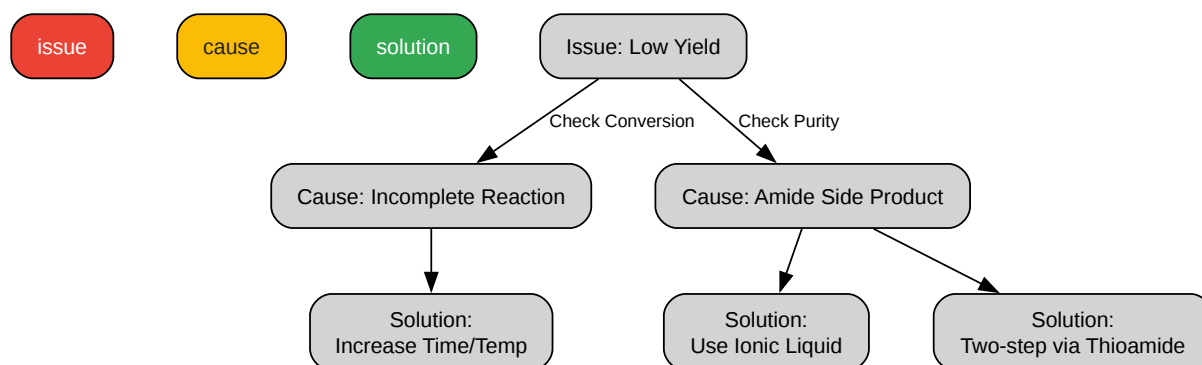 issue
cause
solution
Issue: Low Yield
Check Conversion
Check Purity
Cause: Incomplete Reaction
Cause: Amide Side Product
Solution:
Increase Time/Temp
Solution:
Use Ionic Liquid
Solution:
Two-step via Thioamide